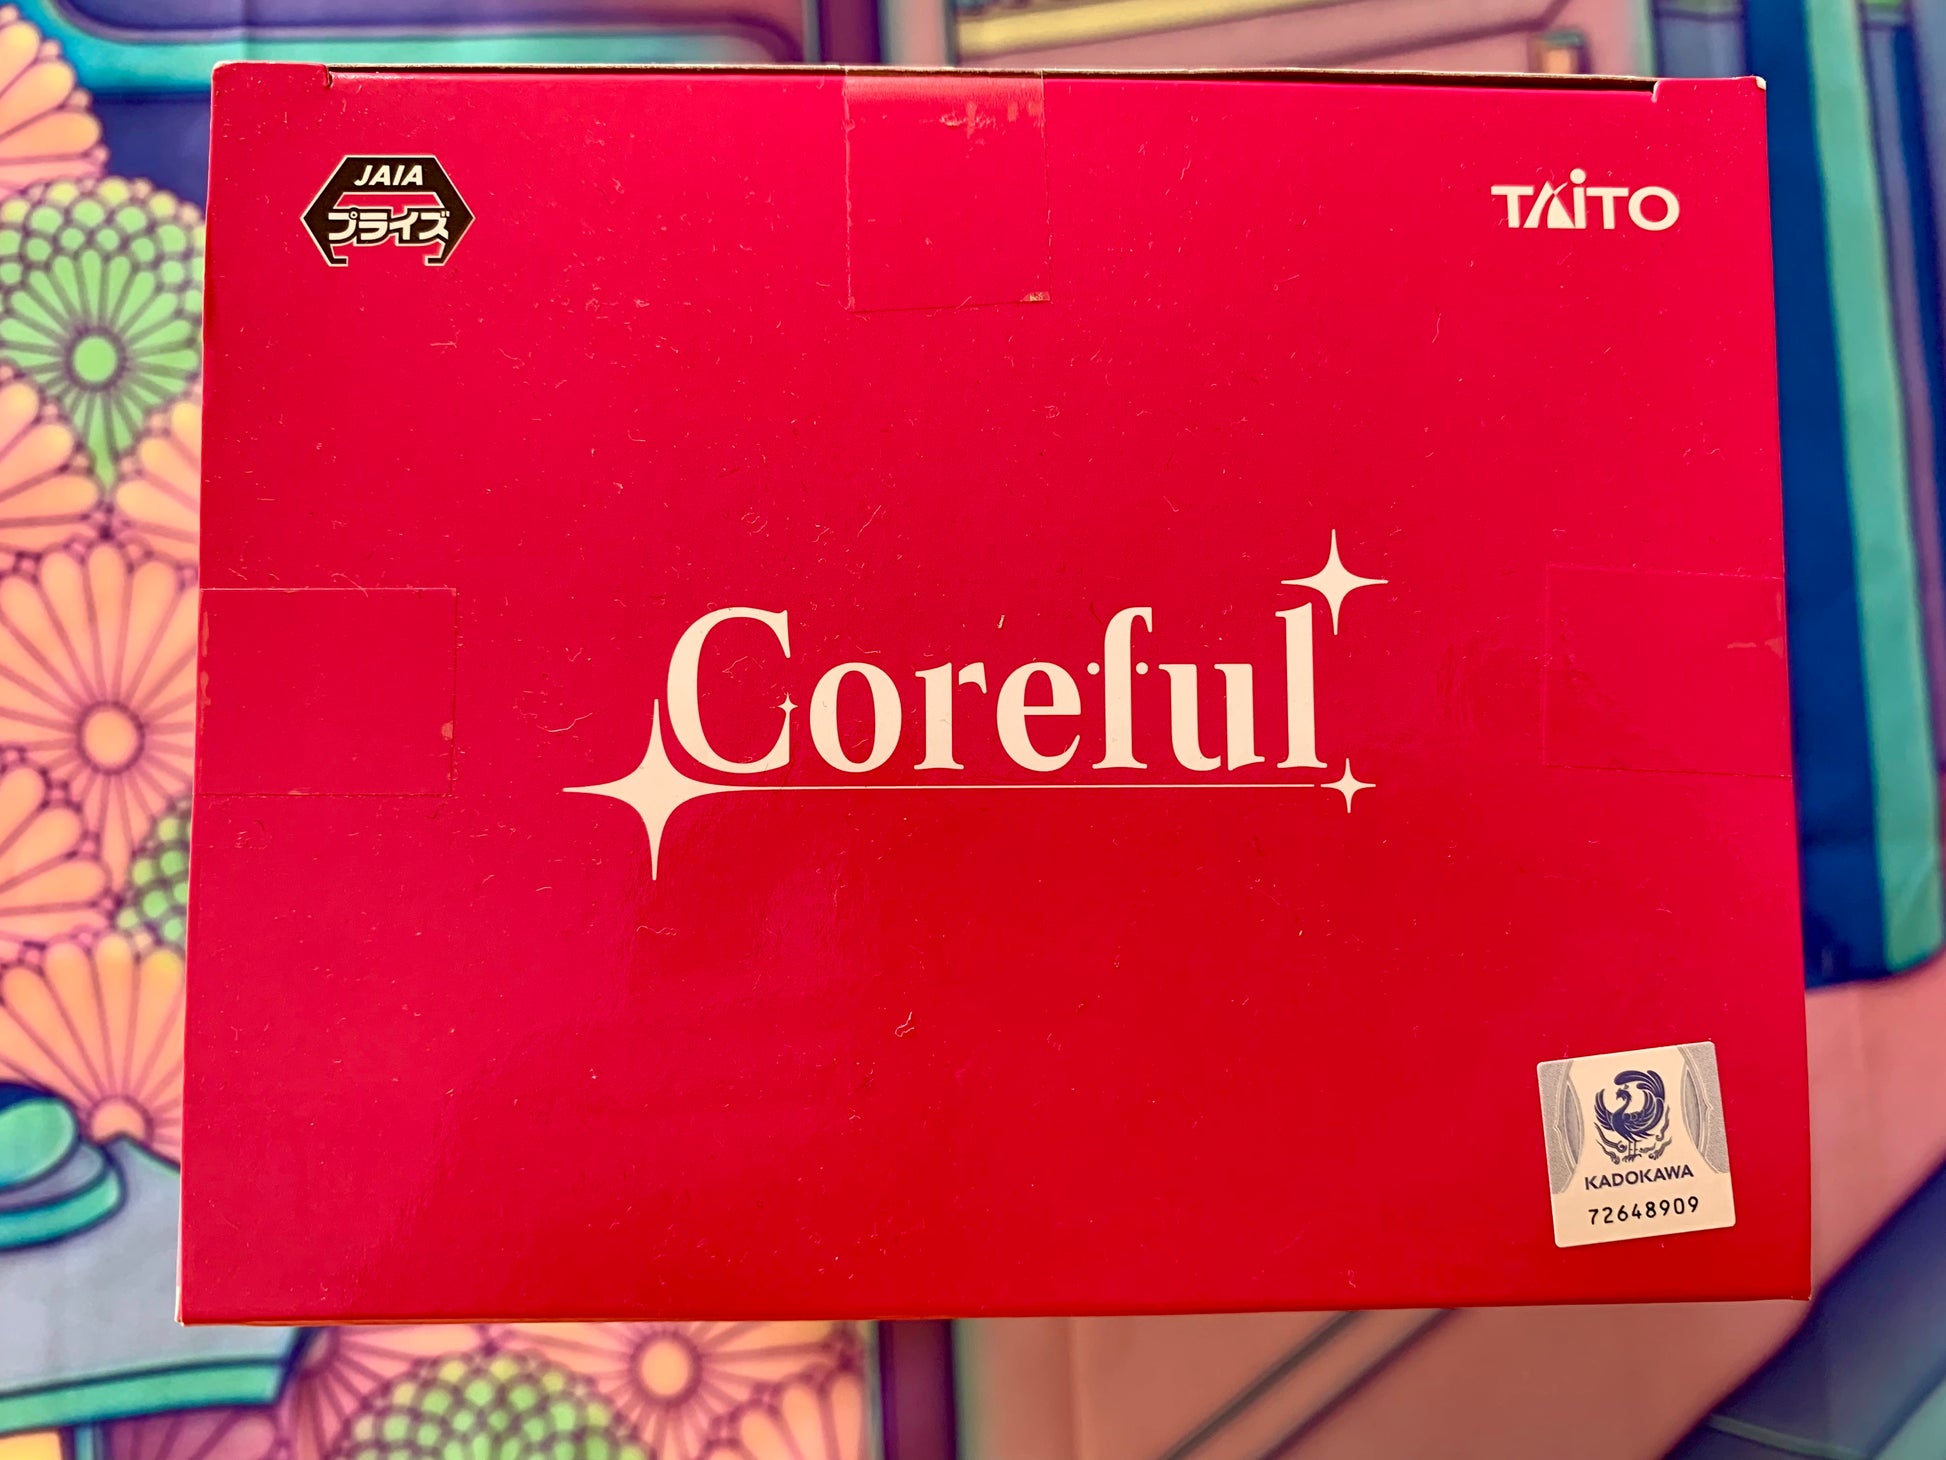 JAIA
プライズ
TAiTO
Coreful
KADOKAWA
72648909